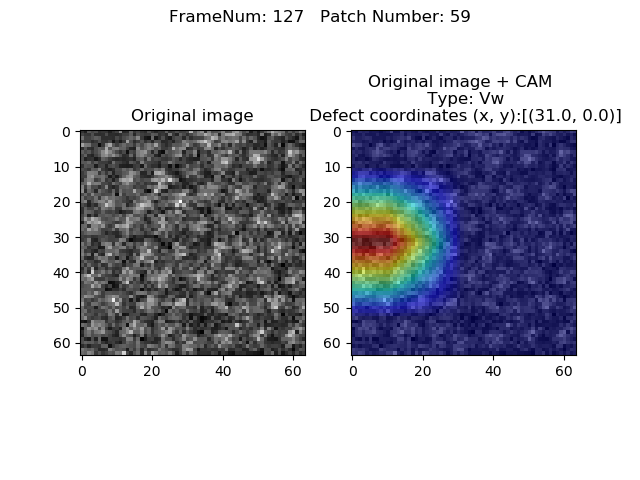 FrameNum: 127   Patch Number: 59
Original image
Original image + CAM
Type: Vw
Defect coordinates (x, y):[(31.0, 0.0)]
0
10
20
30
40
50
60
0 20 40 60
0
10
20
30
40
50
60
0 20 40 60